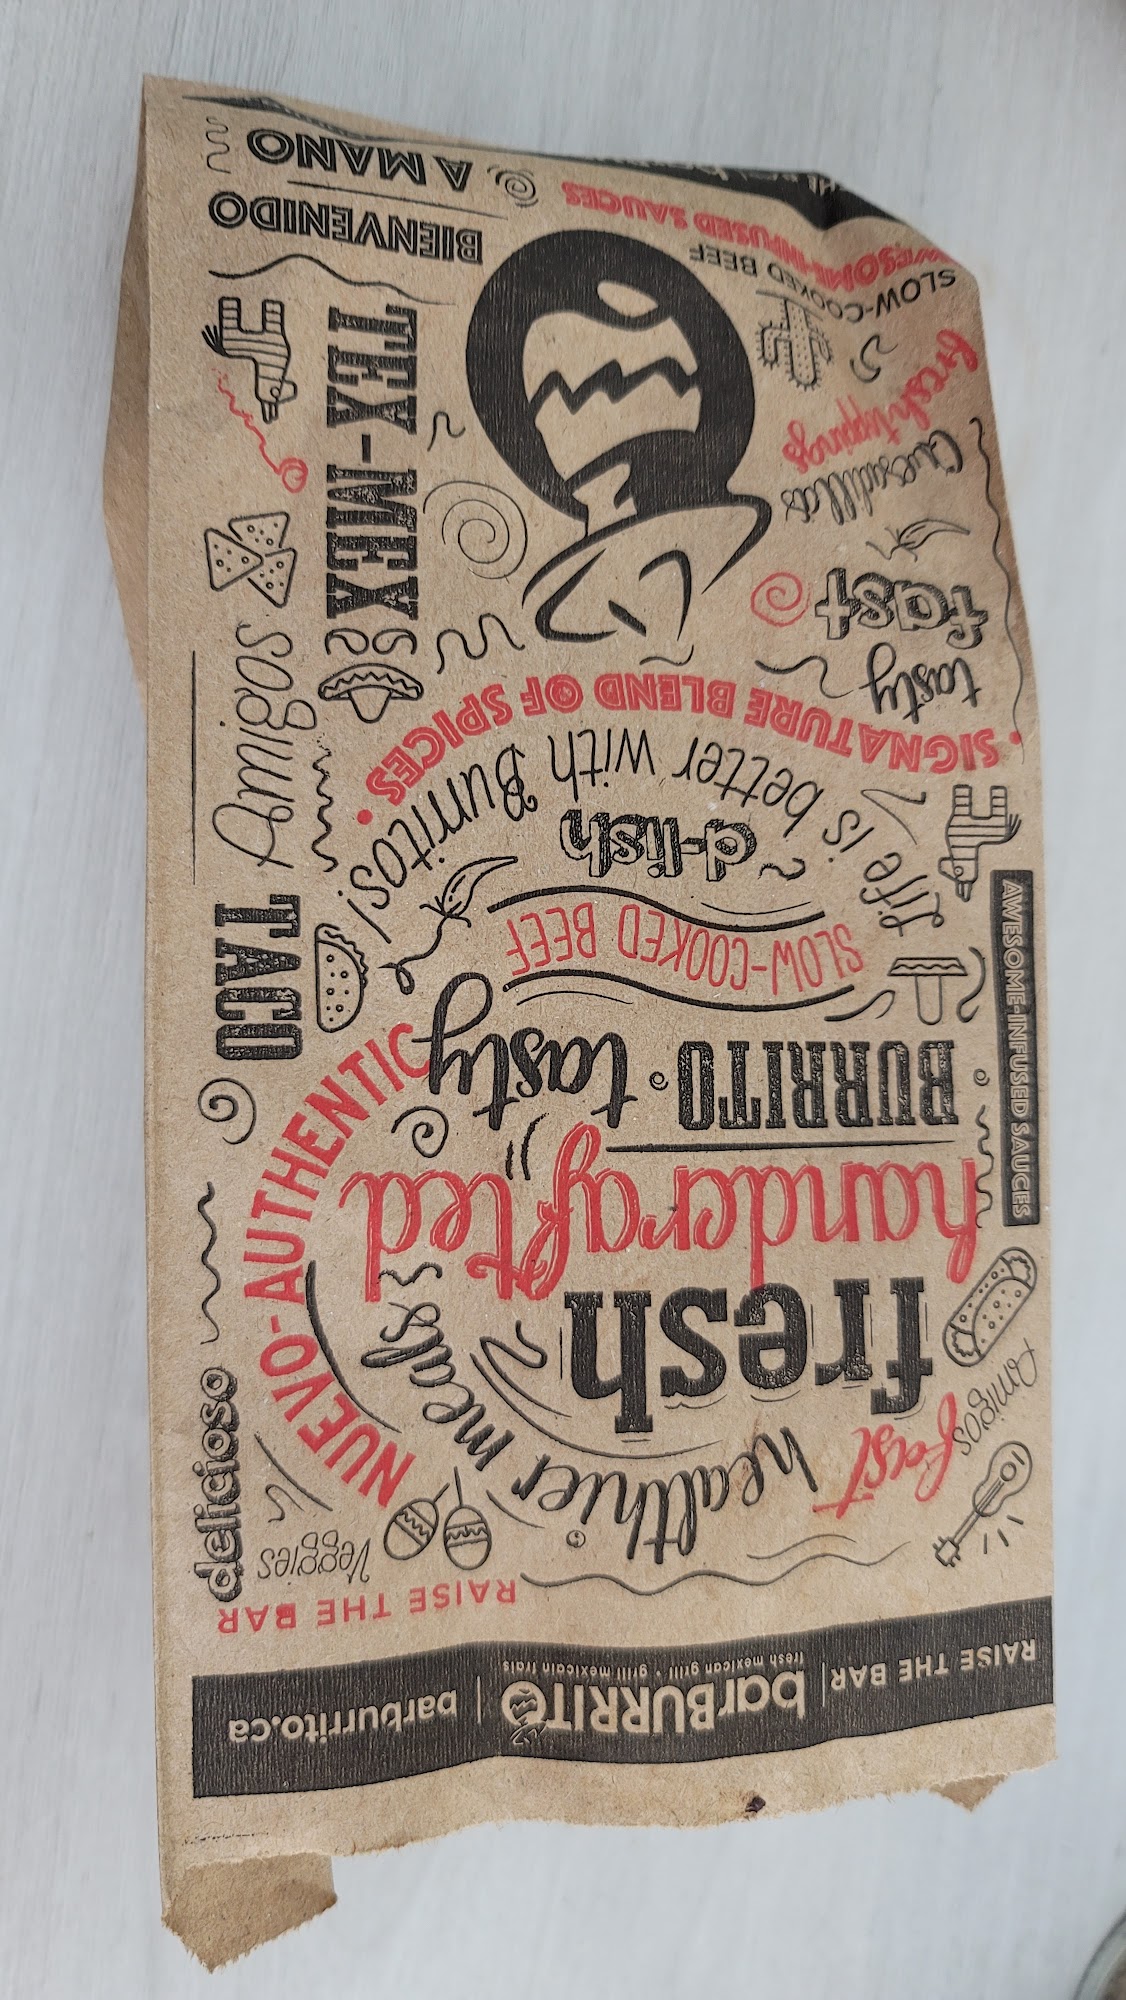 RAISE THE BAR | barBURRITO | barburrito.ca
fresh mexican grill • grill mexicain frais
RAISE THE BAR
Veggies
delicioso
Amigos
fast
healthier meals
NUEVO-AUTHENTIC
fresh
handcrafted
BURRITO • tasty
AWESOME-INFUSED SAUCES
SLOW-COOKED BEEF
TACO
d-lish
Life is better with Burritos!
• SIGNATURE BLEND OF SPICES •
Amigos
tasty
fast
TEX-MEX
Quesadillas
fresh toppings
SLOW-COOKED BEEF
AWESOME-INFUSED SAUCES
BIENVENIDO
A MANO